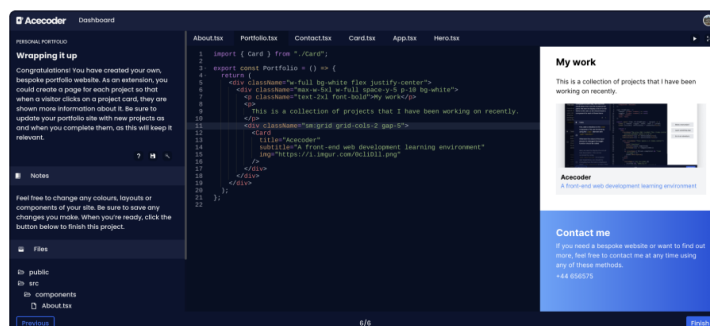 Acecoder Dashboard
PERSONAL PORTFOLIO
Wrapping it up
Congratulations! You have created your own,
bespoke portfolio website. As an extension, you
could create a page for each project so that
when a visitor clicks on a project card, they are
shown more information about it. Be sure to
update your portfolio site with new projects as
and when you complete them, as this will keep it
relevant.
?
Notes
Feel free to change any colours, layouts or
components of your site. Be sure to save any
changes you make. When you're ready, click the
button below to finish this project.
Files
public
src
components
About.tsx
Previous
About.tsx Portfolio.tsx Contact.tsx Card.tsx App.tsx Hero.tsx
1 import { Card } from "./Card";
2
3 export const Portfolio = () => {
4 return (
5 <div className="w-full bg-white flex justify-center">
6 <div className="max-w-5xl w-full space-y-5 p-10 bg-white">
7 <p className="text-2xl font-bold">My work</p>
8 <p>
9 This is a collection of projects that I have been working on recently.
10 </p>
11 <div className="sm:grid grid-cols-2 gap-5">
12 <Card
13 title="Acecoder"
14 subtitle="A front-end web development learning environment"
15 img="https://i.imgur.com/0cliDll.png"
16 />
17 </div>
18 </div>
19 </div>
20 );
21 };
22
6/6
My work
This is a collection of projects that I have been
working on recently.
Acecoder
A front-end web development learning environment
Contact me
If you need a bespoke website or want to find out
more, feel free to contact me at any time using
any of these methods.
+44 656575
Finish